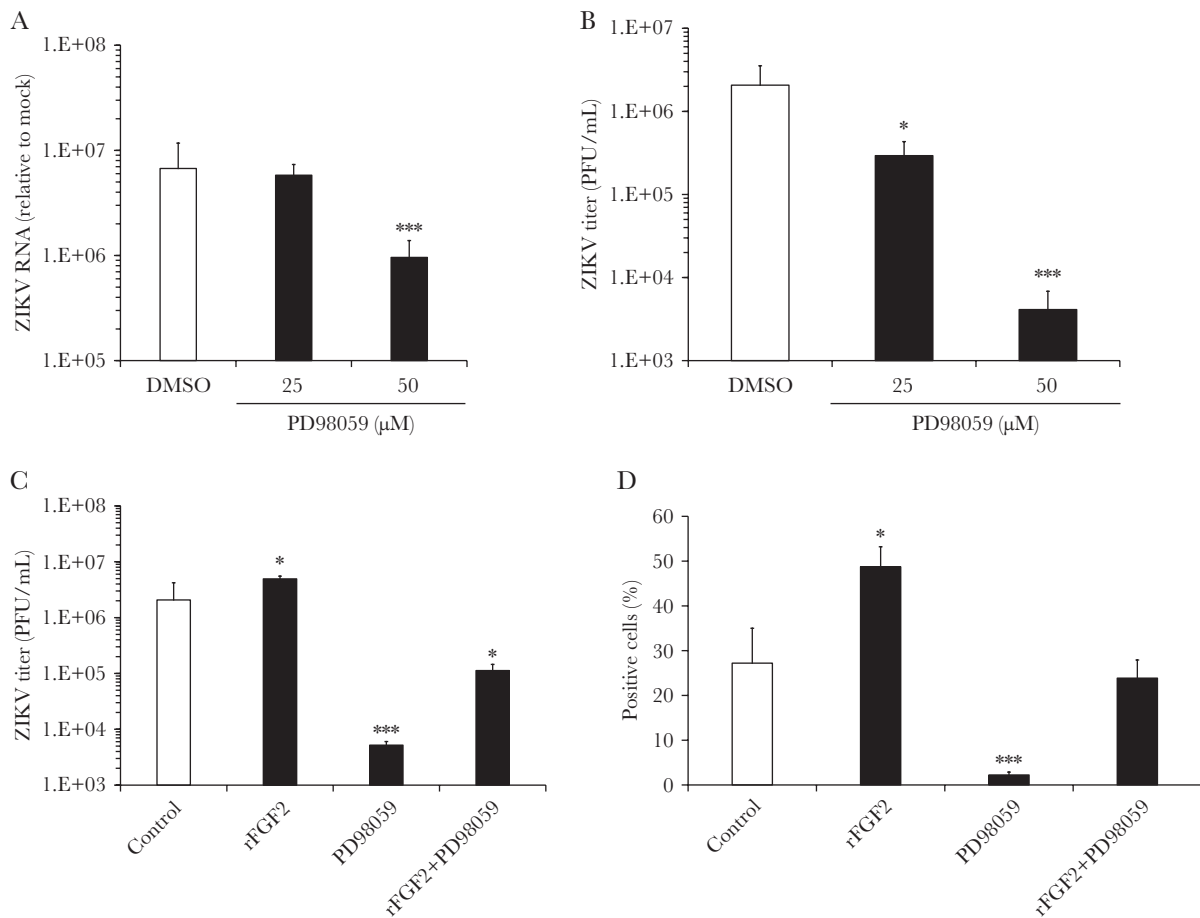 A
ZIKV RNA (relative to mock)
1.E+08
1.E+07
1.E+06
1.E+05
***
DMSO 25 50
PD98059 (µM)
B
ZIKV titer (PFU/mL)
1.E+07
1.E+06
1.E+05
1.E+04
1.E+03
*
***
DMSO 25 50
PD98059 (µM)
C
ZIKV titer (PFU/mL)
1.E+08
1.E+07
1.E+06
1.E+05
1.E+04
1.E+03
*
***
*
Control
rFGF2
PD98059
rFGF2+PD98059
D
Positive cells (%)
60
50
40
30
20
10
0
*
***
Control
rFGF2
PD98059
rFGF2+PD98059